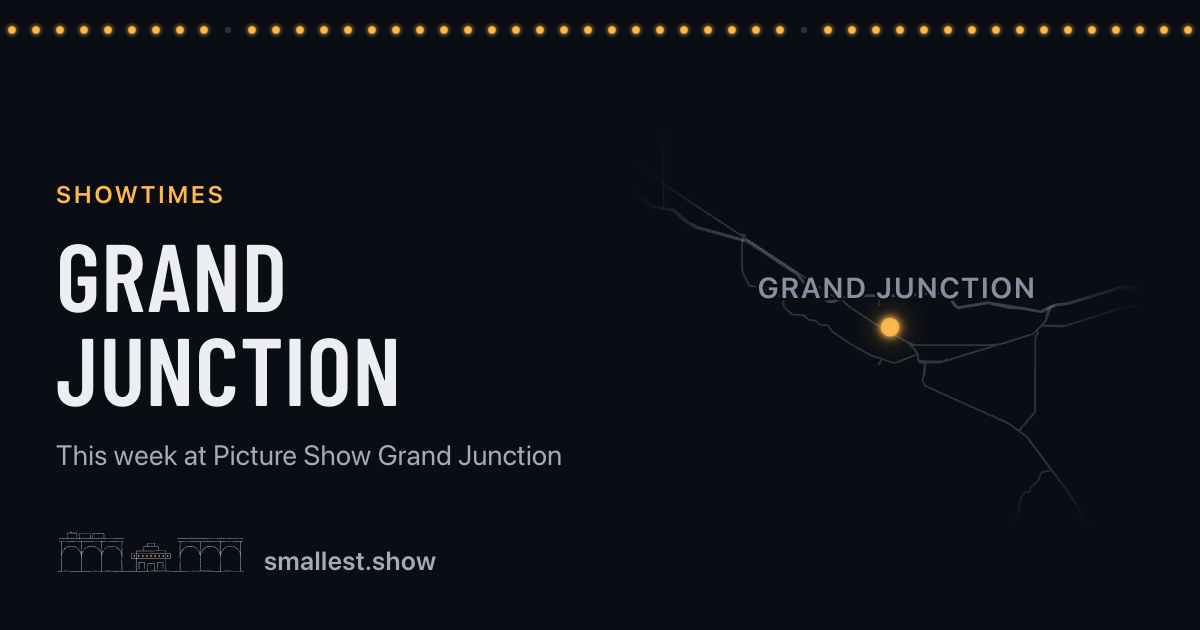 SHOWTIMES
GRAND
JUNCTION
This week at Picture Show Grand Junction
smallest.show
GRAND JUNCTION